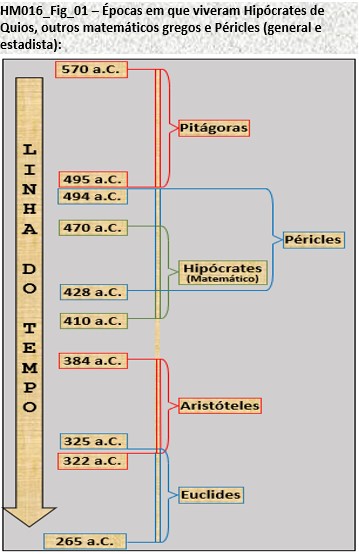 HM016_Fig_01 – Épocas em que viveram Hipócrates de
Quios, outros matemáticos gregos e Péricles (general e
estadista):
570 a.C.
Pitágoras
495 a.C.
494 a.C.
470 a.C.
Péricles
Hipócrates
(Matemático)
428 a.C.
410 a.C.
384 a.C.
Aristóteles
325 a.C.
322 a.C.
Euclides
265 a.C.
LINHA DO TEMPO